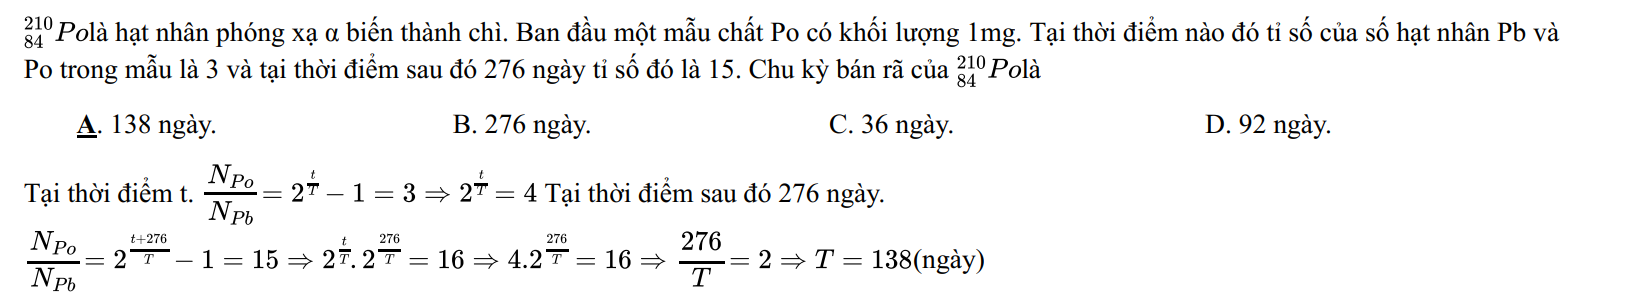 $^{210}_{84}Po$là hạt nhân phóng xạ α biến thành chì. Ban đầu một mẫu chất Po có khối lượng 1mg. Tại thời điểm nào đó tỉ số của số hạt nhân Pb và
Po trong mẫu là 3 và tại thời điểm sau đó 276 ngày tỉ số đó là 15. Chu kỳ bán rã của $^{210}_{84}Po$là
A. 138 ngày. B. 276 ngày. C. 36 ngày. D. 92 ngày.
Tại thời điểm t. $\frac{N_{Po}}{N_{Pb}} = 2^{\frac{t}{T}} - 1 = 3 \Rightarrow 2^{\frac{t}{T}} = 4$ Tại thời điểm sau đó 276 ngày.
$\frac{N_{Po}}{N_{Pb}} = 2^{\frac{t+276}{T}} - 1 = 15 \Rightarrow 2^{\frac{t}{T}}.2^{\frac{276}{T}} = 16 \Rightarrow 4.2^{\frac{276}{T}} = 16 \Rightarrow \frac{276}{T} = 2 \Rightarrow T = 138$(ngày)